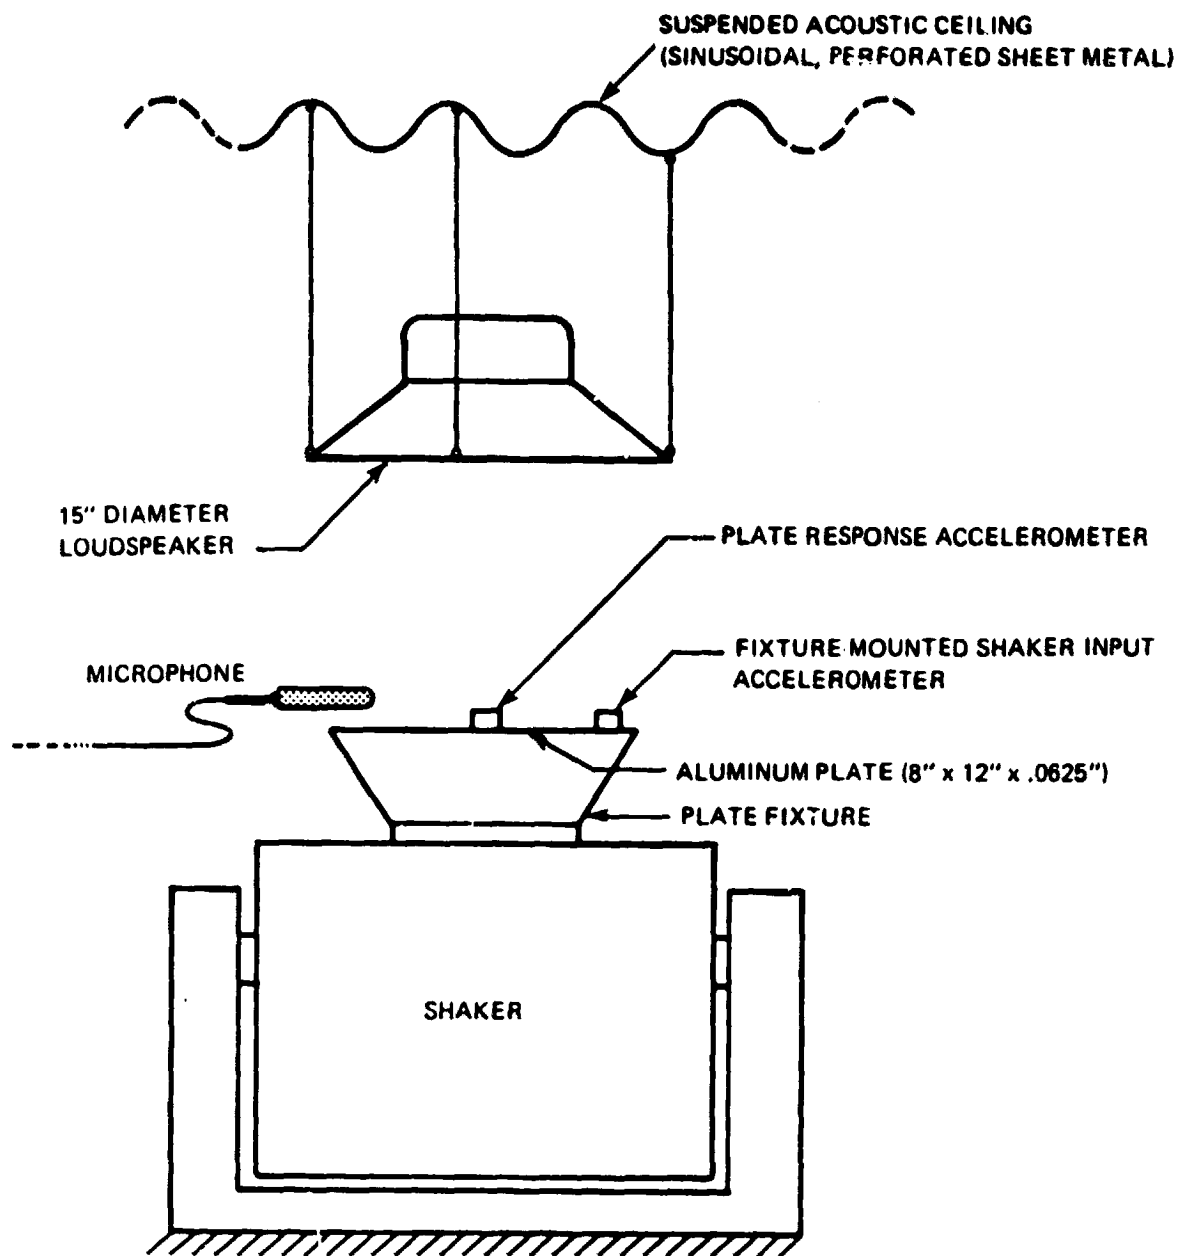 SUSPENDED ACOUSTIC CEILING
(SINUSOIDAL, PERFORATED SHEET METAL)
15" DIAMETER
LOUDSPEAKER
PLATE RESPONSE ACCELEROMETER
MICROPHONE
FIXTURE MOUNTED SHAKER INPUT
ACCELEROMETER
ALUMINUM PLATE (8" x 12" x .0625")
PLATE FIXTURE
SHAKER